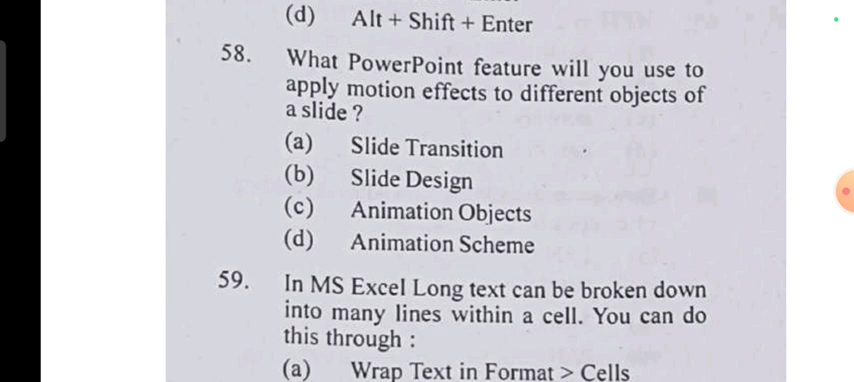 (d) Alt + Shift + Enter
58. What PowerPoint feature will you use to
apply motion effects to different objects of
a slide ?
(a) Slide Transition
(b) Slide Design
(c) Animation Objects
(d) Animation Scheme
59. In MS Excel Long text can be broken down
into many lines within a cell. You can do
this through :
(a) Wrap Text in Format > Cells